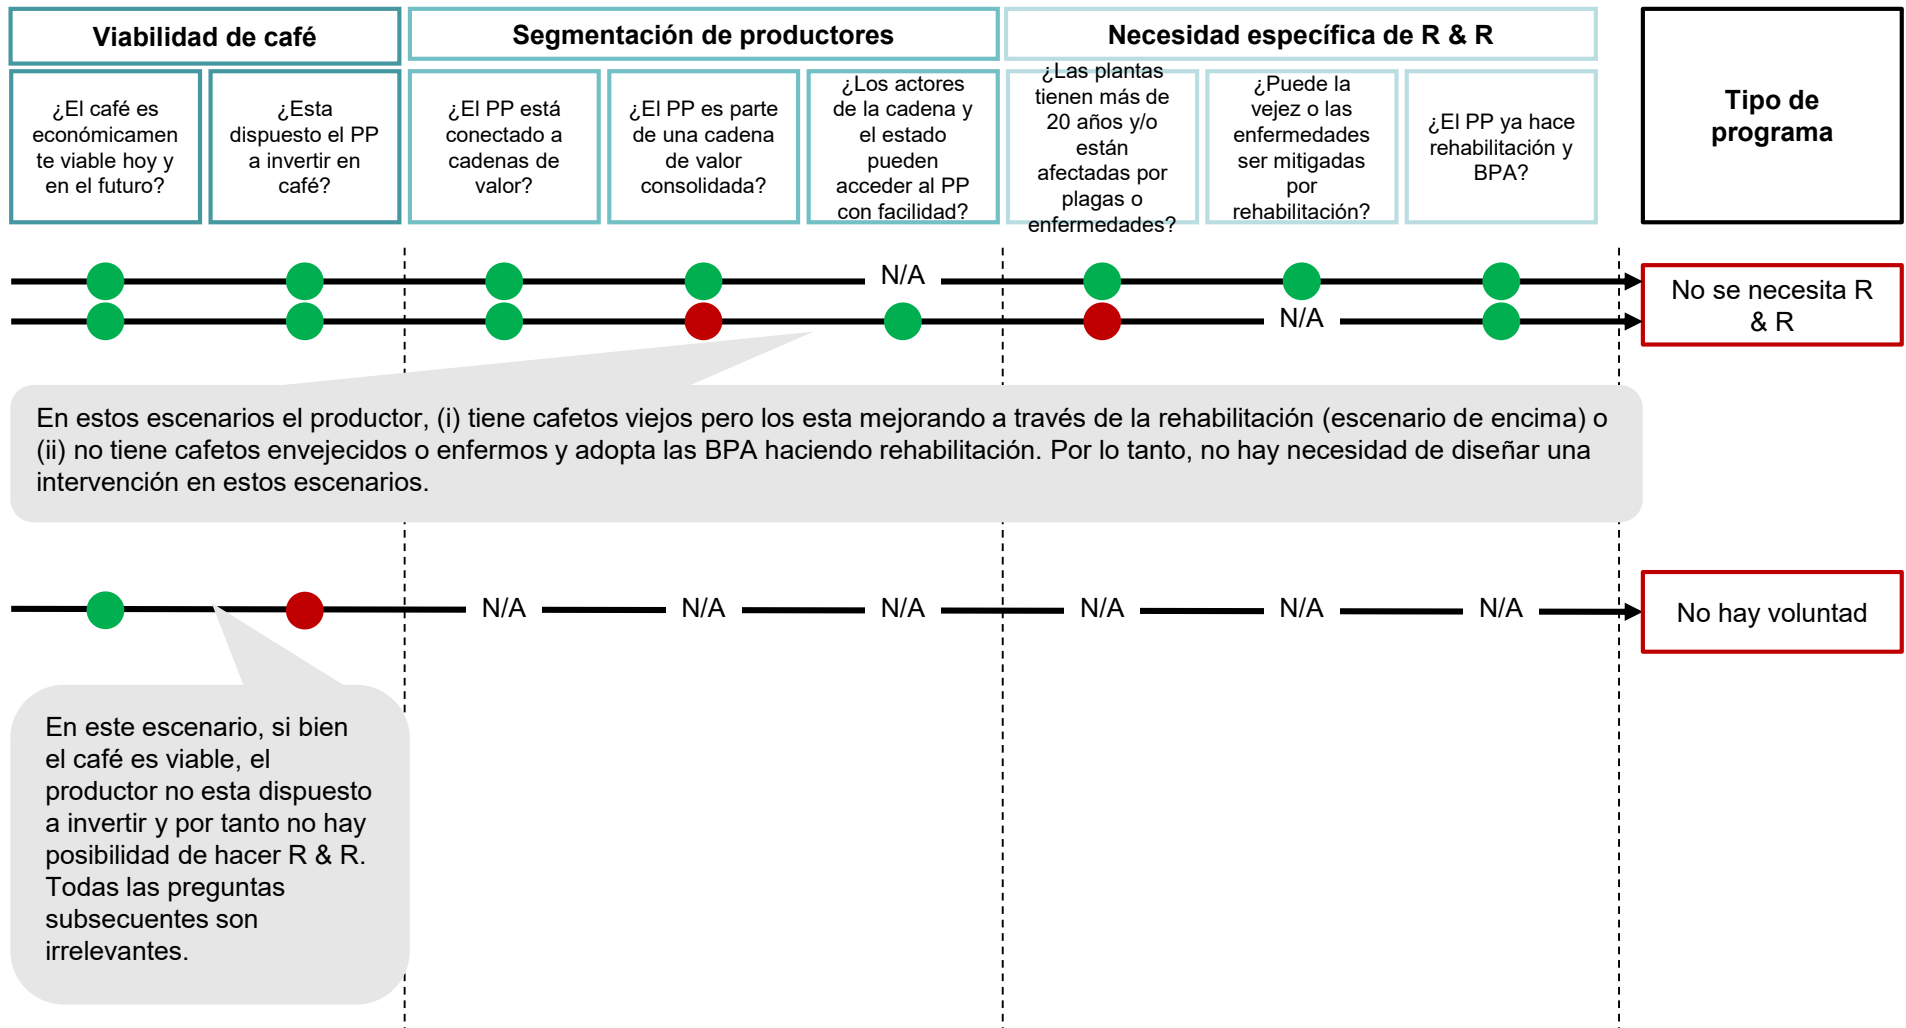 Viabilidad de café
Segmentación de productores
Necesidad específica de R & R
Tipo de
programa
¿El café es
económicamen
te viable hoy y
en el futuro?
¿Esta
dispuesto el PP
a invertir en
café?
¿El PP está
conectado a
cadenas de
valor?
¿El PP es parte
de una cadena
de valor
consolidada?
¿Los actores
de la cadena y
el estado
pueden
acceder al PP
con facilidad?
¿Las plantas
tienen más de
20 años y/o
están
afectadas por
plagas o
enfermedades?
¿Puede la
vejez o las
enfermedades
ser mitigadas
por
rehabilitación?
¿El PP ya hace
rehabilitación y
BPA?
N/A
N/A
No se necesita R
& R
En estos escenarios el productor, (i) tiene cafetos viejos pero los esta mejorando a través de la rehabilitación (escenario de encima) o
(ii) no tiene cafetos envejecidos o enfermos y adopta las BPA haciendo rehabilitación. Por lo tanto, no hay necesidad de diseñar una
intervención en estos escenarios.
N/A N/A N/A N/A N/A N/A
No hay voluntad
En este escenario, si bien
el café es viable, el
productor no esta dispuesto
a invertir y por tanto no hay
posibilidad de hacer R & R.
Todas las preguntas
subsecuentes son
irrelevantes.